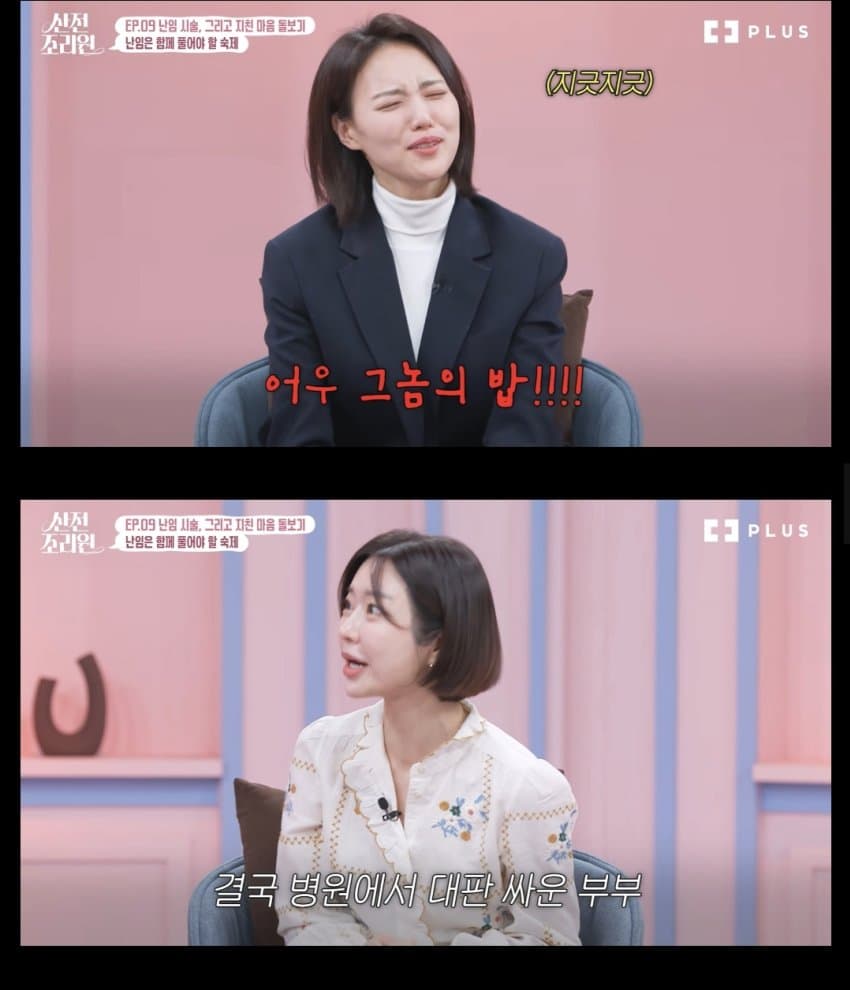 산전
조리원
EP.09 난임 시술, 그리고 지친 마음 돌보기
난임은 함께 풀어야 할 숙제
PLUS
(지긋지긋)
어우 그놈의 밥!!!!
산전
조리원
EP.09 난임 시술, 그리고 지친 마음 돌보기
난임은 함께 풀어야 할 숙제
PLUS
결국 병원에서 대판 싸운 부부